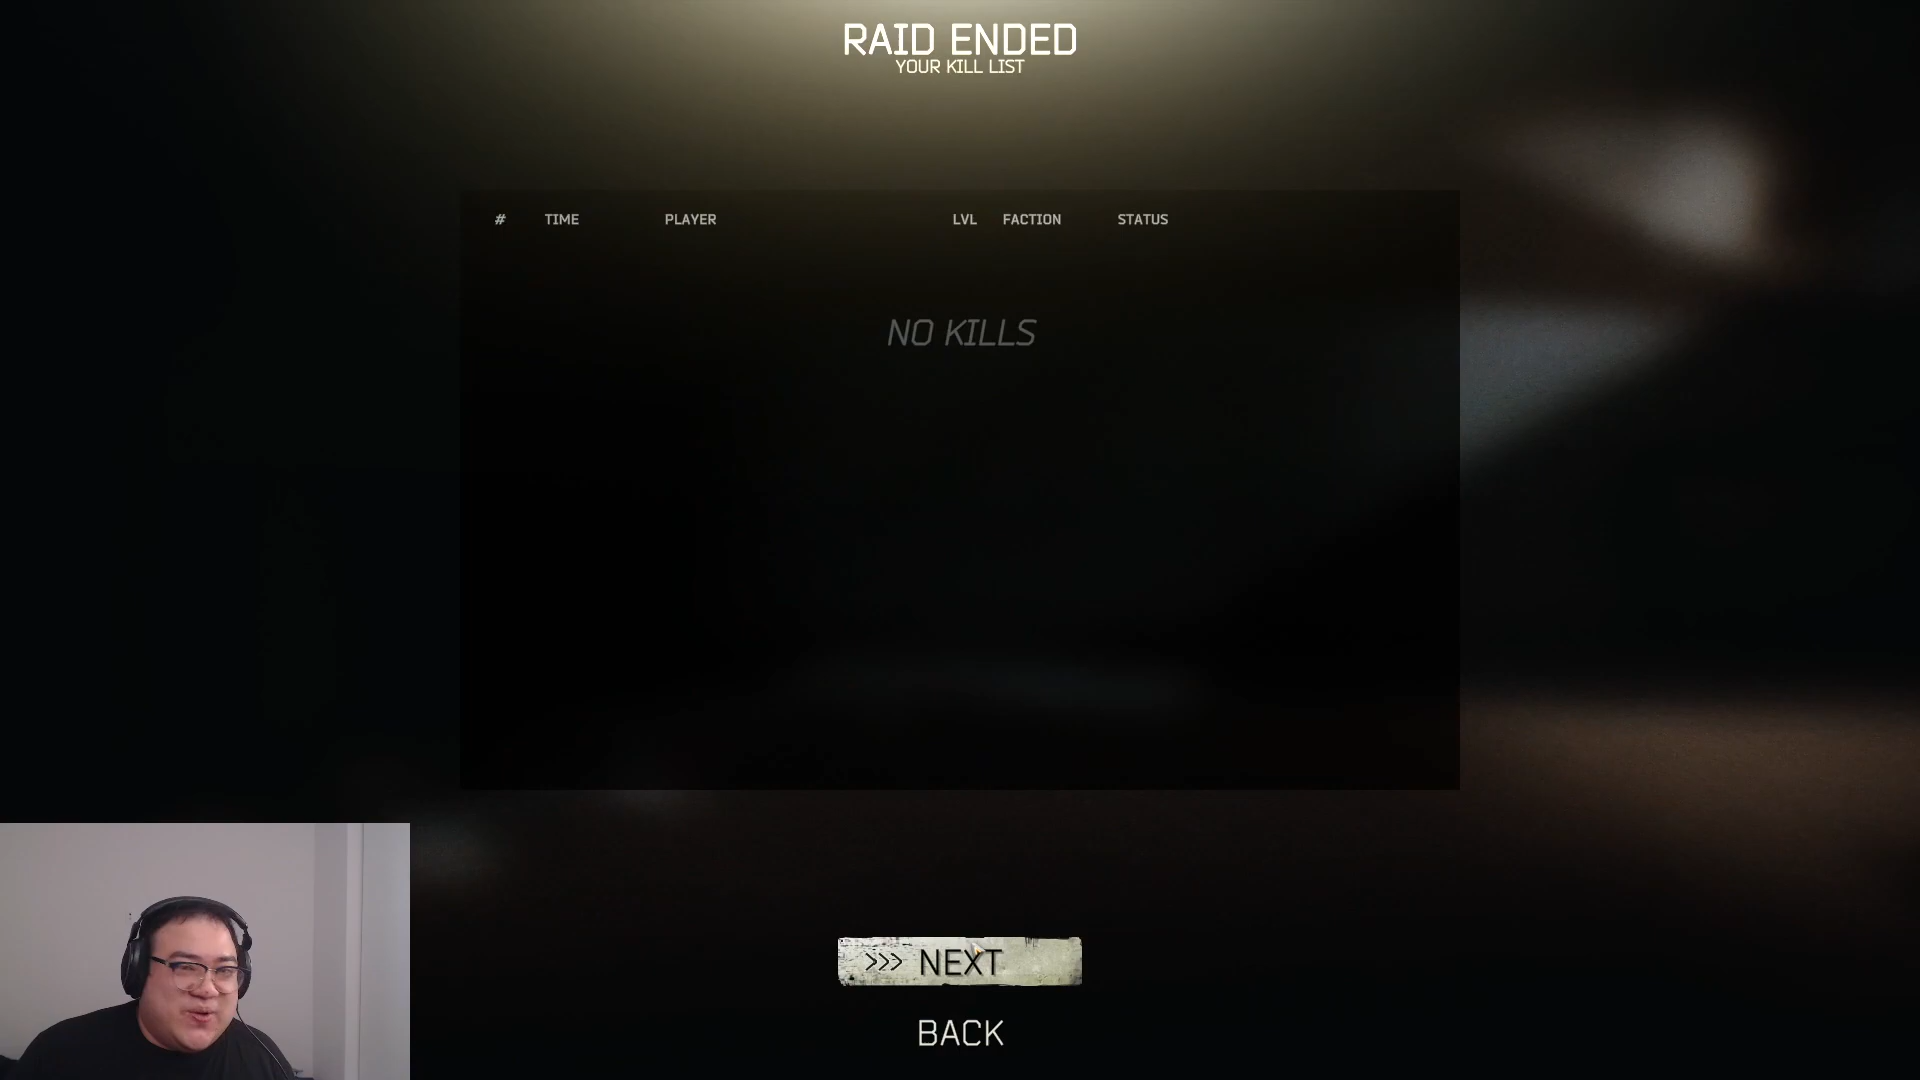 RAID ENDED
YOUR KILL LIST
# TIME PLAYER LVL FACTION STATUS
NO KILLS
>>> NEXT
BACK